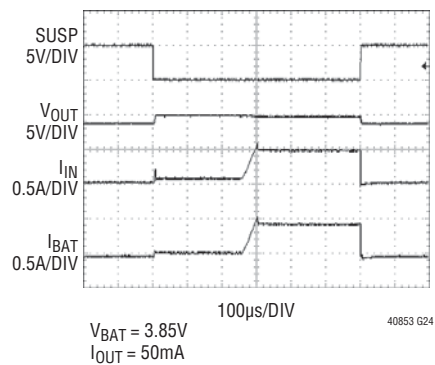 SUSP
5V/DIV
VOUT
5V/DIV
IIN
0.5A/DIV
IBAT
0.5A/DIV
100µs/DIV
VBAT = 3.85V
IOUT = 50mA
40853 G24